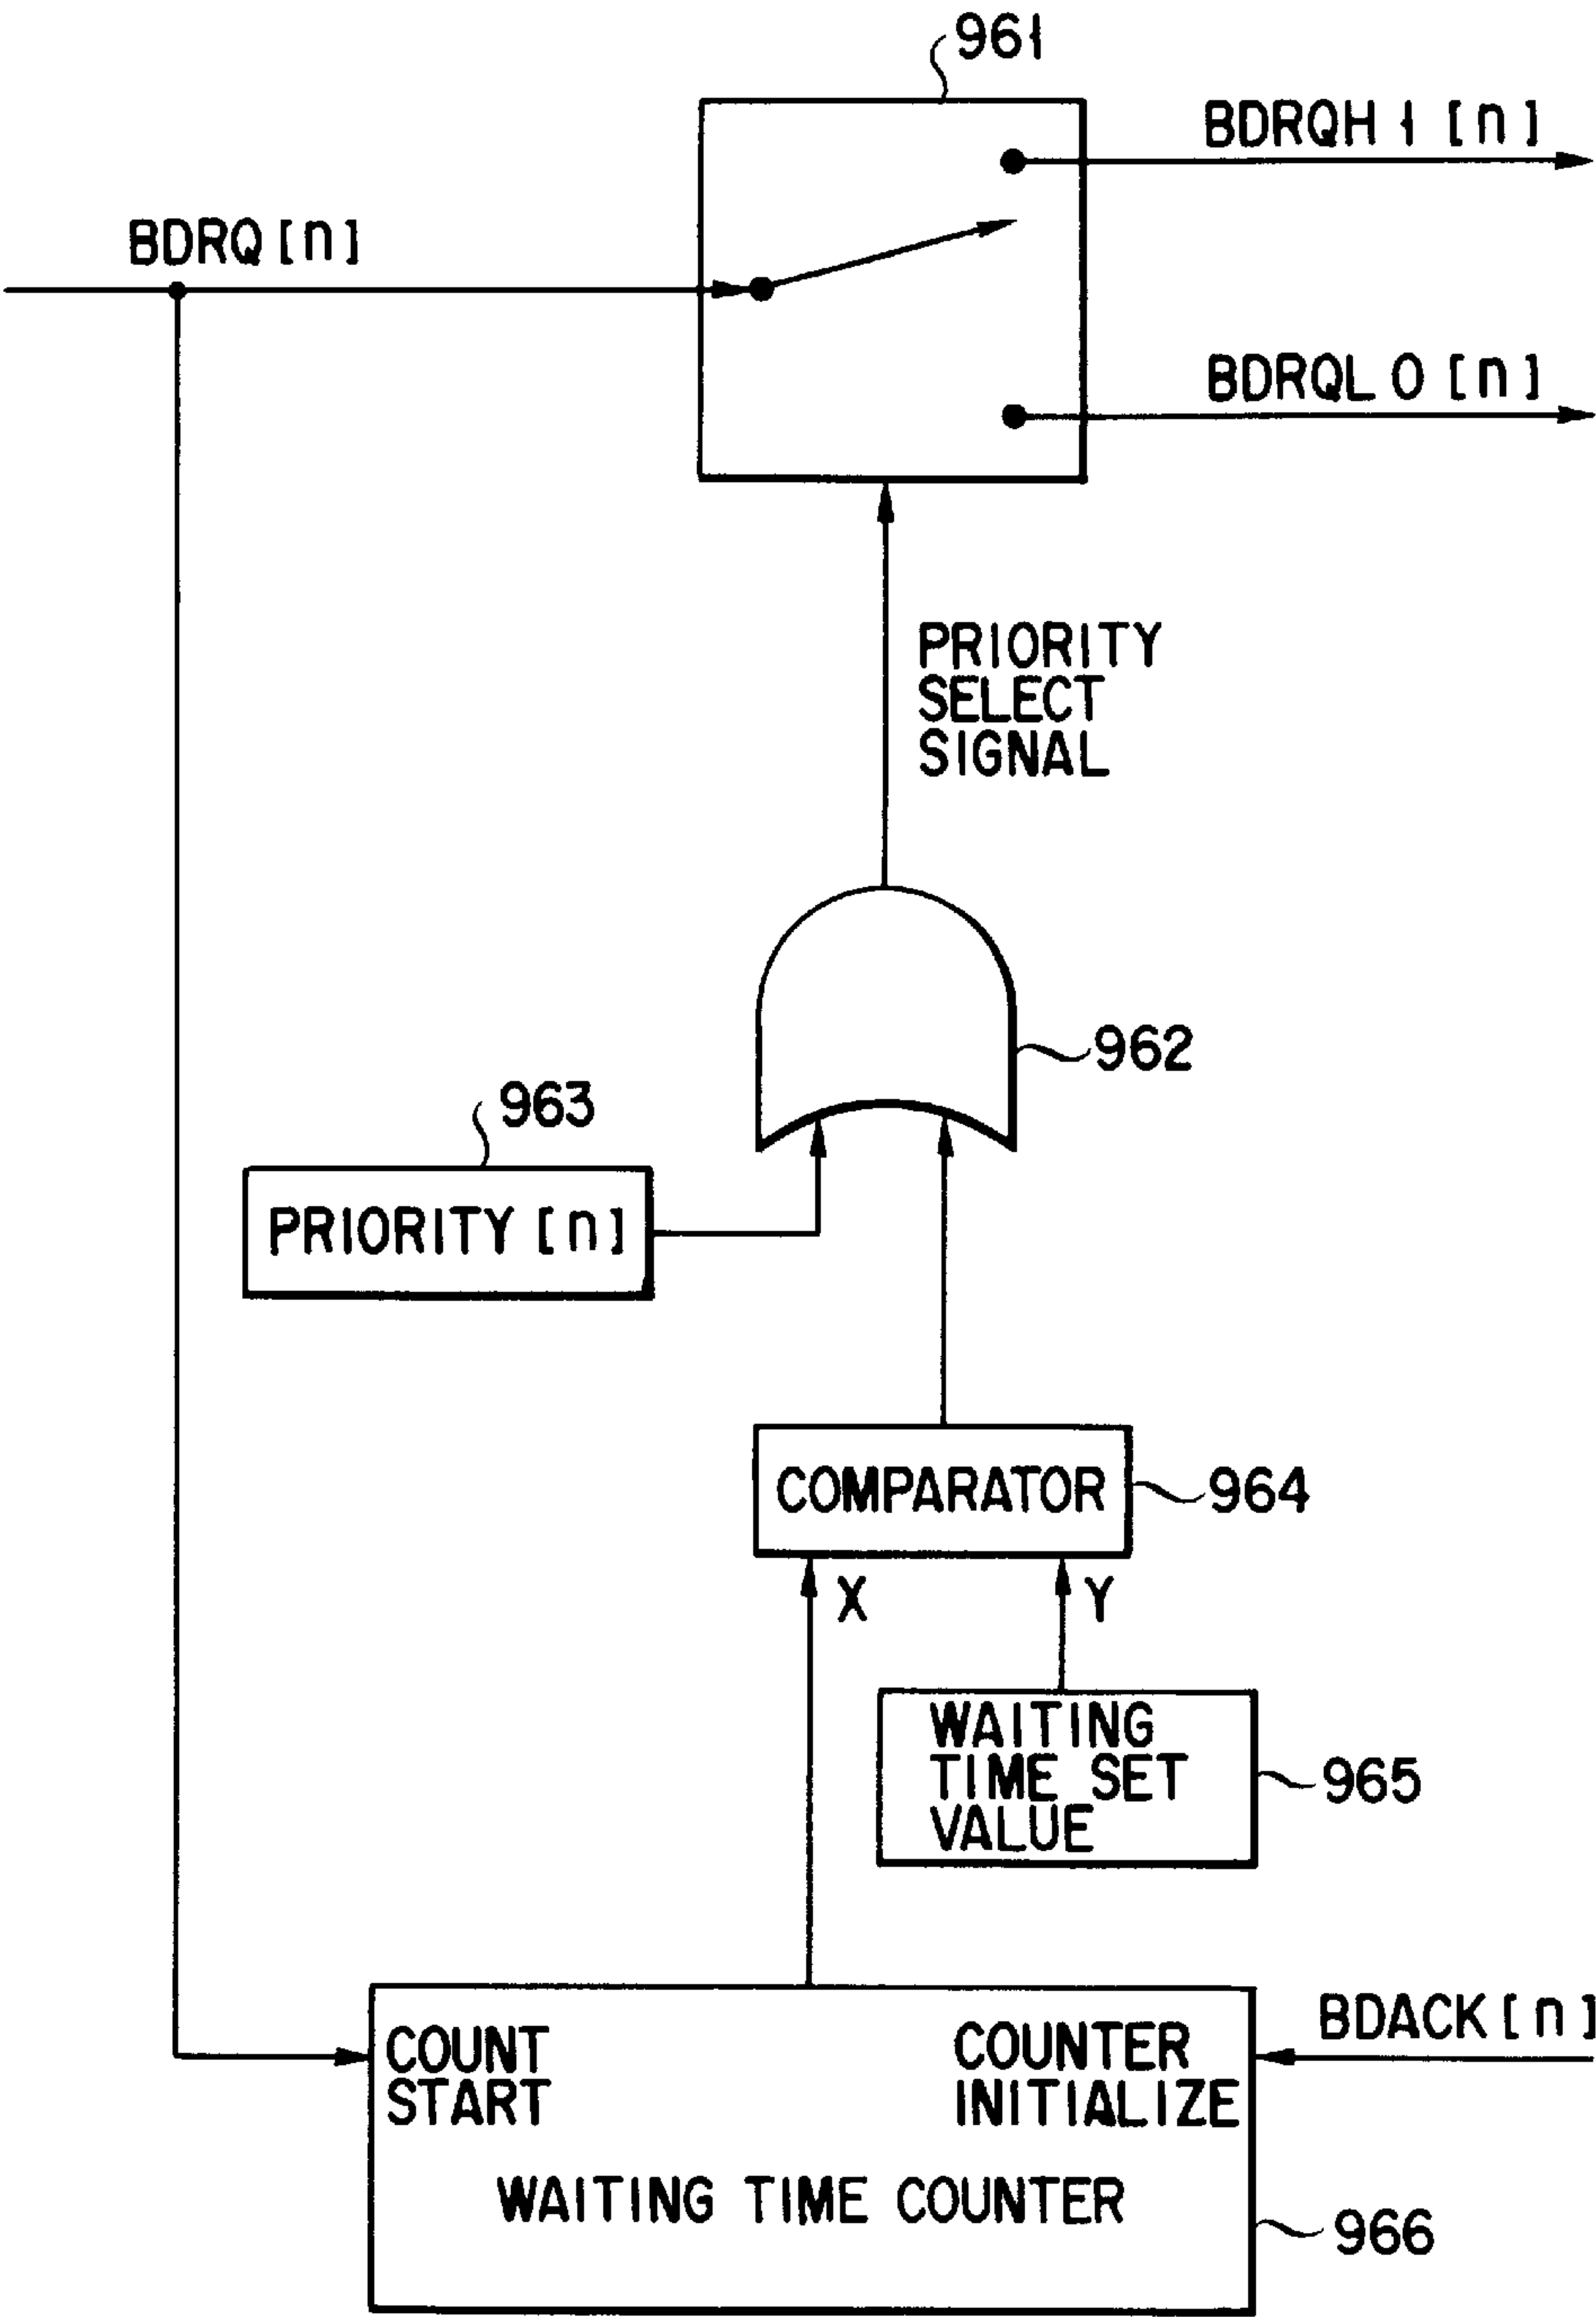 961
BDRQH1[n]
BDRQ[n]
BDRQLO[n]
PRIORITY
SELECT
SIGNAL
962
963
PRIORITY[n]
COMPARATOR
964
X
Y
WAITING
TIME SET
VALUE
965
BDACK[n]
COUNT
START
COUNTER
INITIALIZE
WAITING TIME COUNTER
966